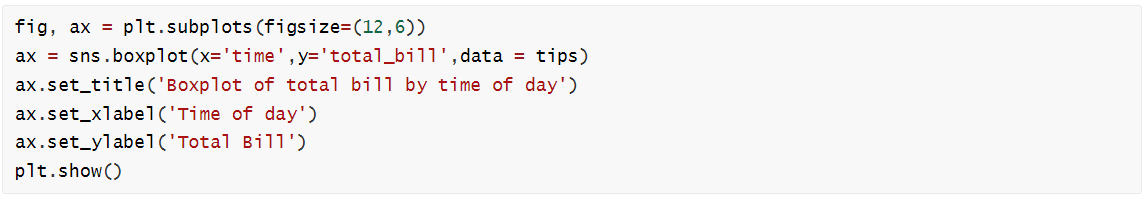 fig, ax = plt.subplots(figsize=(12,6))
ax = sns.boxplot(x='time',y='total_bill',data = tips)
ax.set_title('Boxplot of total bill by time of day')
ax.set_xlabel('Time of day')
ax.set_ylabel('Total Bill')
plt.show()